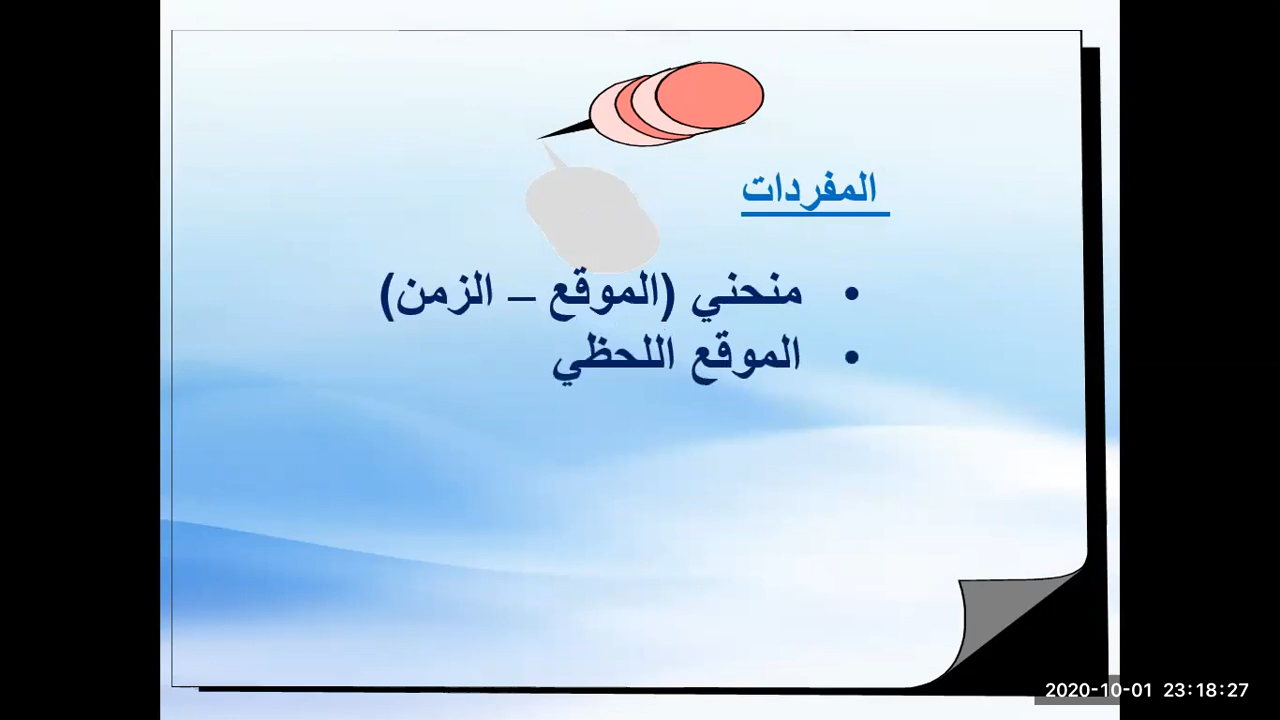 المفردات
• منحني (الموقع – الزمن)
• الموقع اللحظي
2020-10-01 23:18:27